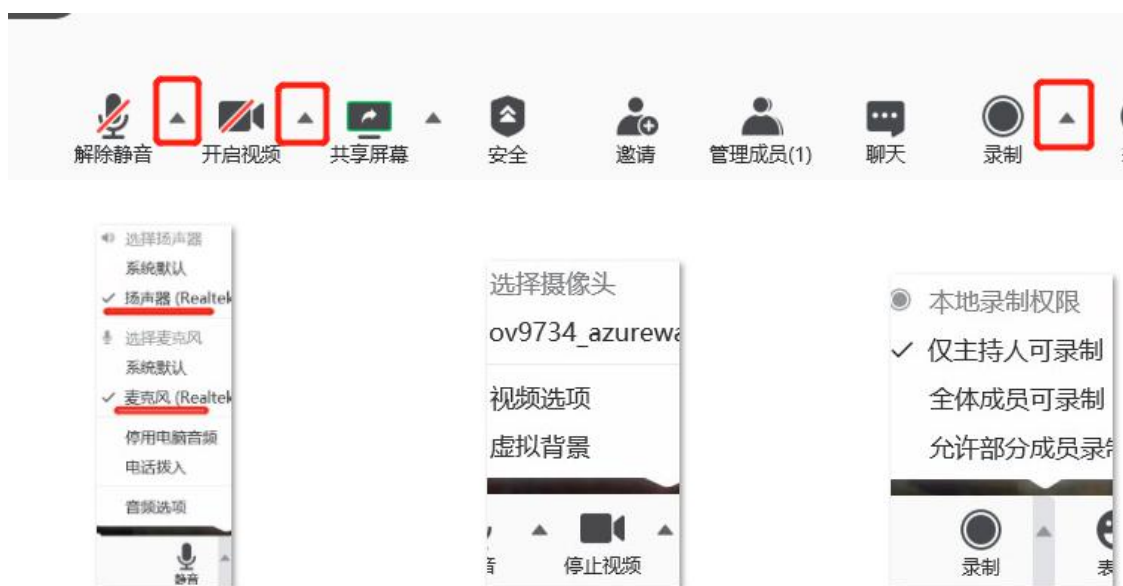 解除静音 开启视频 共享屏幕 安全 邀请 管理成员(1) 聊天 录制
选择扬声器
系统默认
扬声器 (Realtek
选择麦克风
系统默认
麦克风 (Realtek
停用电脑音频
电话拨入
音频选项
静音
选择摄像头
ov9734_azurewa
视频选项
虚拟背景
音 停止视频
本地录制权限
仅主持人可录制
全体成员可录制
允许部分成员录制
录制 表